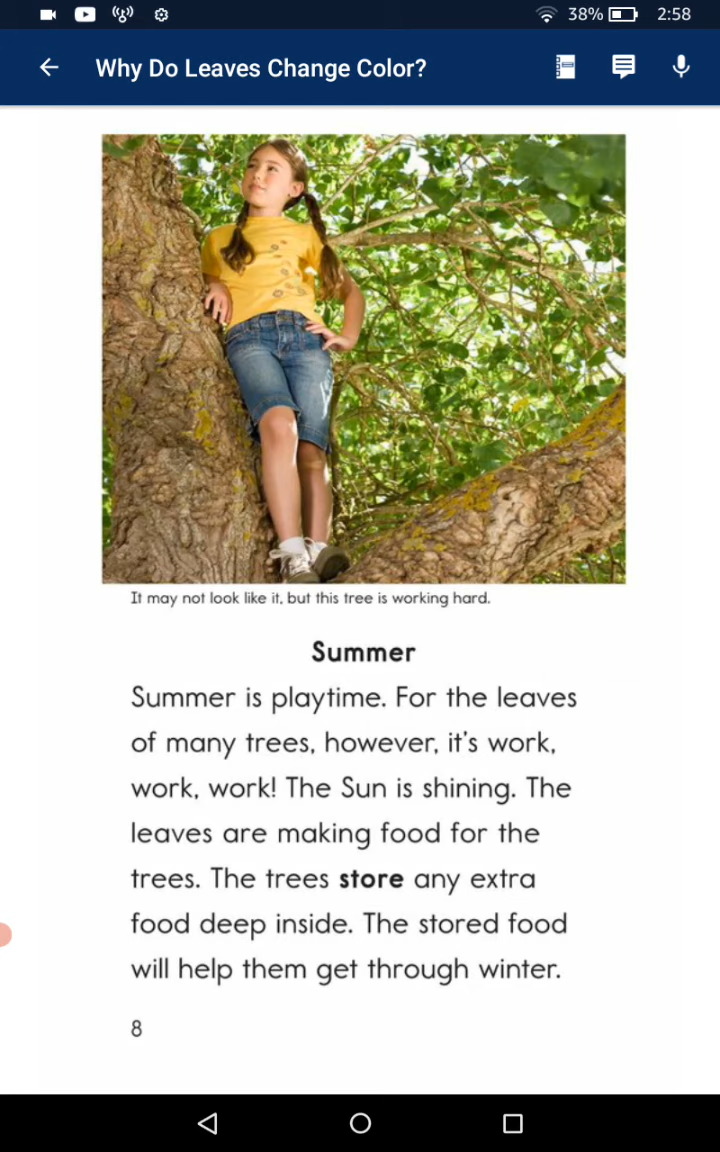 38% 2:58
Why Do Leaves Change Color?
It may not look like it, but this tree is working hard.
Summer
Summer is playtime. For the leaves
of many trees, however, it's work,
work, work! The Sun is shining. The
leaves are making food for the
trees. The trees store any extra
food deep inside. The stored food
will help them get through winter.
8